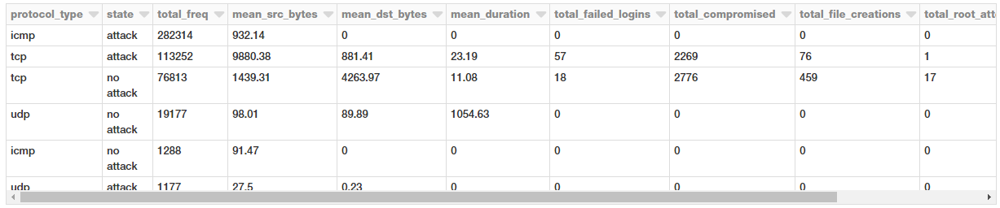 protocol_type state total_freq mean_src_bytes mean_dst_bytes mean_duration total_failed_logins total_compromised total_file_creations total_root_att
icmp attack 282314 932.14 0 0 0 0 0 0
tcp attack 113252 9880.38 881.41 23.19 57 2269 76 1
tcp no attack 76813 1439.31 4263.97 11.08 18 2776 459 17
udp no attack 19177 98.01 89.89 1054.63 0 0 0 0
icmp no attack 1288 91.47 0 0 0 0 0 0
udp attack 1177 27.5 0.23 0 0 0 0 0